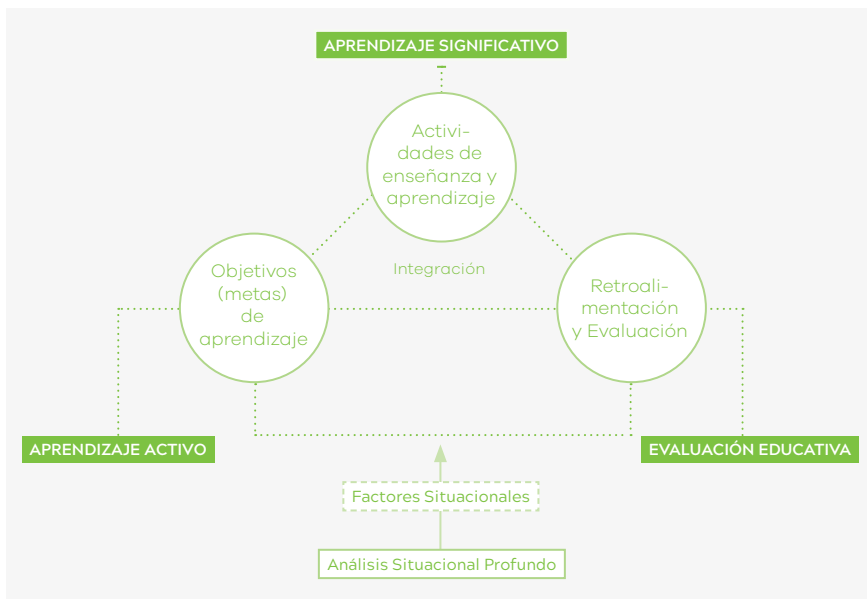 APRENDIZAJE SIGNIFICATIVO
Activi-
dades de
enseñanza y
aprendizaje
Integración
Objetivos
(metas)
de
aprendizaje
Retroali-
mentación
y Evaluación
APRENDIZAJE ACTIVO
EVALUACIÓN EDUCATIVA
Factores Situacionales
Análisis Situacional Profundo